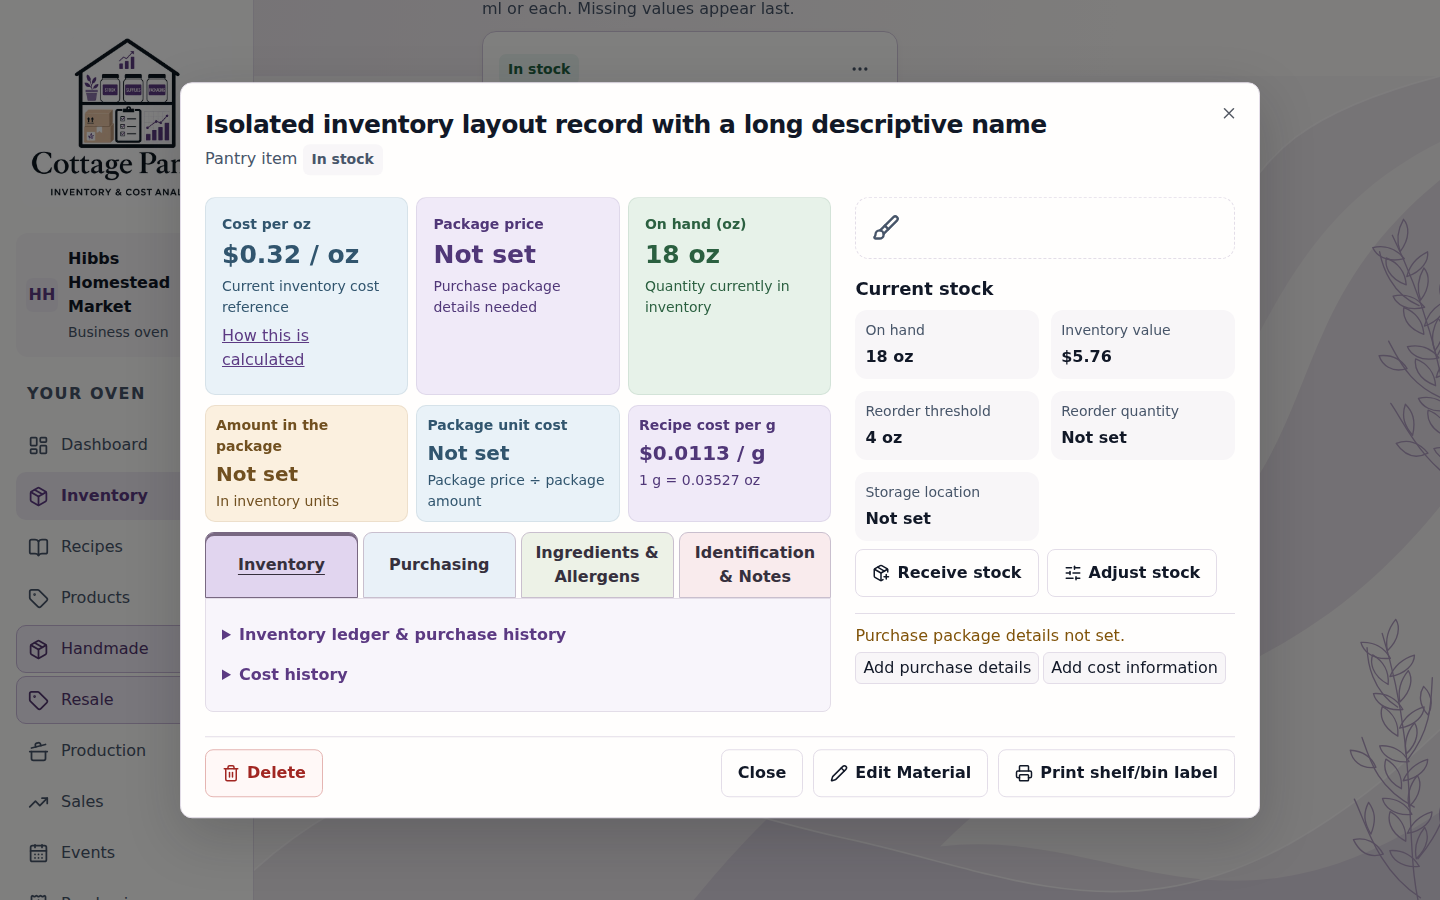 ml or each. Missing values appear last.
In stock
Cottage Pan
INVENTORY & COST ANAL
HH
Hibbs
Homestead
Market
Business oven
YOUR OVEN
Dashboard
Inventory
Recipes
Products
Handmade
Resale
Production
Sales
Events
Isolated inventory layout record with a long descriptive name
Pantry item In stock
Cost per oz
$0.32 / oz
Current inventory cost
reference
How this is
calculated
Package price
Not set
Purchase package
details needed
On hand (oz)
18 oz
Quantity currently in
inventory
Amount in the
package
Not set
In inventory units
Package unit cost
Not set
Package price ÷ package
amount
Recipe cost per g
$0.0113 / g
1 g = 0.03527 oz
Inventory
Purchasing
Ingredients &
Allergens
Identification
& Notes
Inventory ledger & purchase history
Cost history
Current stock
On hand
18 oz
Inventory value
$5.76
Reorder threshold
4 oz
Reorder quantity
Not set
Storage location
Not set
Receive stock
Adjust stock
Purchase package details not set.
Add purchase details
Add cost information
Delete
Close
Edit Material
Print shelf/bin label